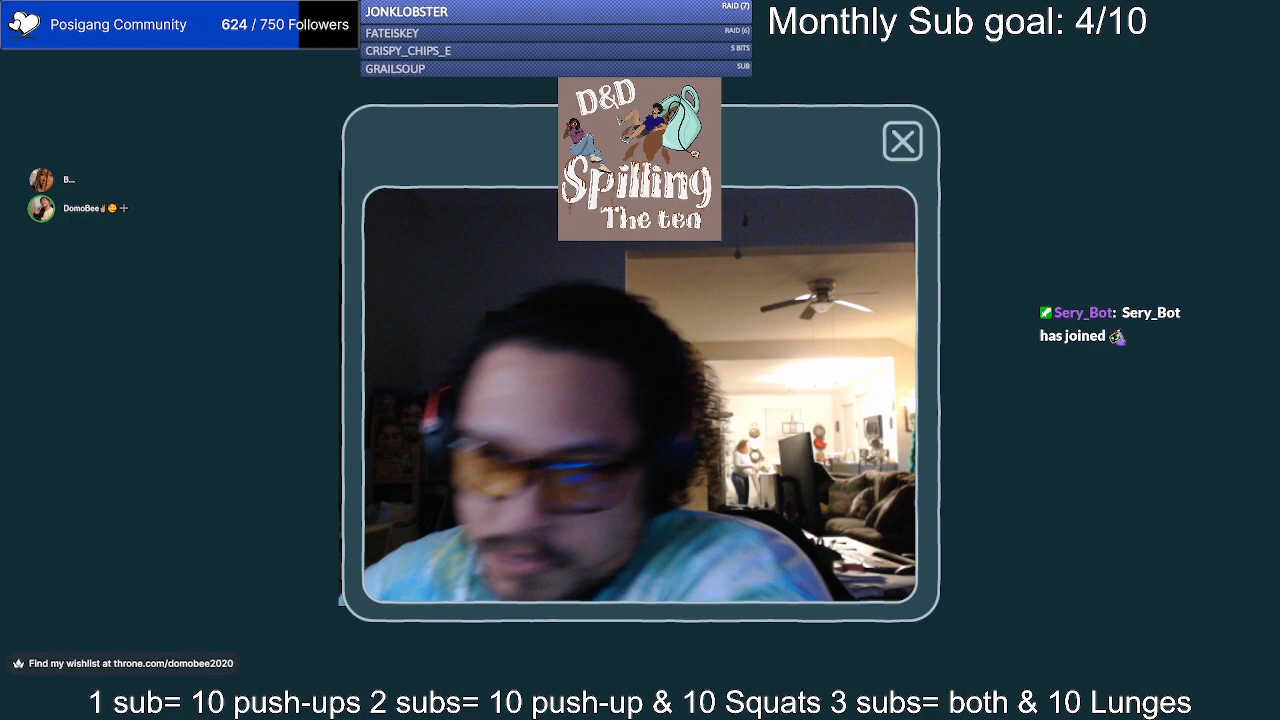 Posigang Community 624 / 750 Followers
JONKLOBSTER RAID (7)
FATEISKEY RAID (6)
CRISPY_CHIPS_E 5 BITS
GRAILSOUP SUB
Monthly Sub goal: 4/10
D&D
Spilling
The tea
B...
DomoBee
Sery_Bot: Sery_Bot
has joined
Find my wishlist at throne.com/domobee2020
1 sub= 10 push-ups 2 subs= 10 push-up & 10 Squats 3 subs= both & 10 Lunges